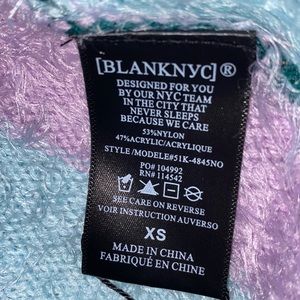 [BLANKNYC]®
DESIGNED FOR YOU
BY OUR NYC TEAM
IN THE CITY THAT
NEVER SLEEPS
BECAUSE WE CARE
53%NYLON
47%ACRYLIC/ACRYLIQUE
STYLE /MODELE#51K-4845NO
PO# 104992
RN# 114542
SEE CARE ON REVERSE
VOIR INSTRUCTION AUVERSO
XS
MADE IN CHINA
FABRIQUÉ EN CHINE